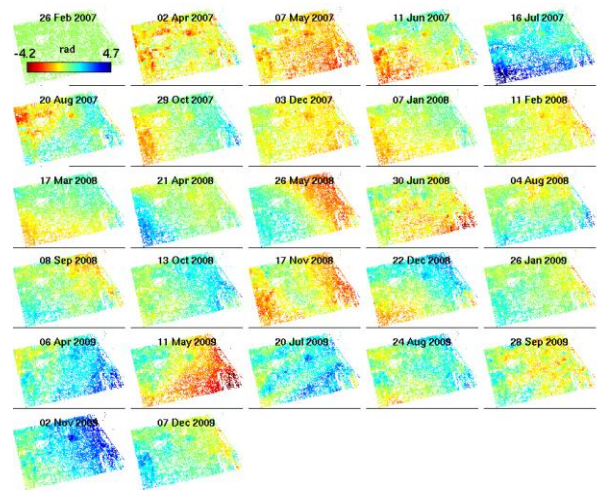 26 Feb 2007 02 Apr 2007 07 May 2007 11 Jun 2007 16 Jul 2007
-4.2 rad 4.7
20 Aug 2007 29 Oct 2007 03 Dec 2007 07 Jan 2008 11 Feb 2008
17 Mar 2008 21 Apr 2008 26 May 2008 30 Jun 2008 04 Aug 2008
08 Sep 2008 13 Oct 2008 17 Nov 2008 22 Dec 2008 26 Jan 2009
06 Apr 2009 11 May 2009 20 Jul 2009 24 Aug 2009 28 Sep 2009
02 Nov 2009 07 Dec 2009